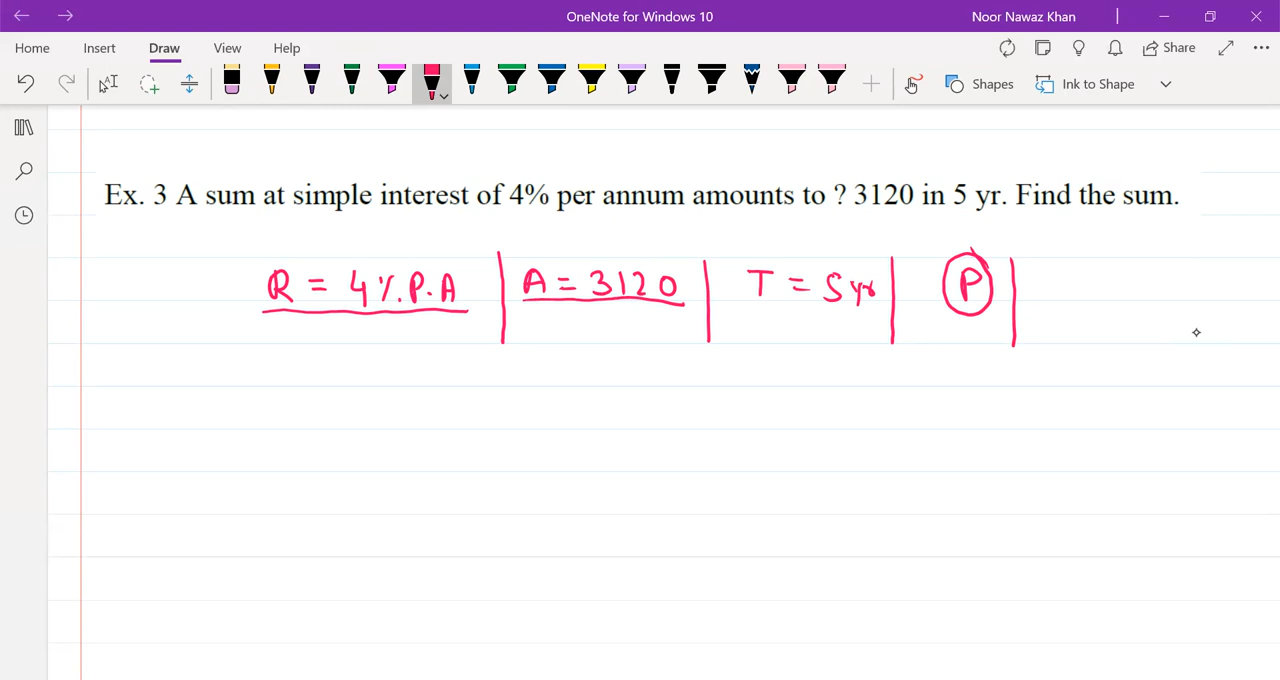 OneNote for Windows 10
Noor Nawaz Khan
Home Insert Draw View Help
Share
Shapes Ink to Shape
Ex. 3 A sum at simple interest of 4% per annum amounts to ? 3120 in 5 yr. Find the sum.
R = 4%.P.A | A = 3120 | T = 5 yr | P |